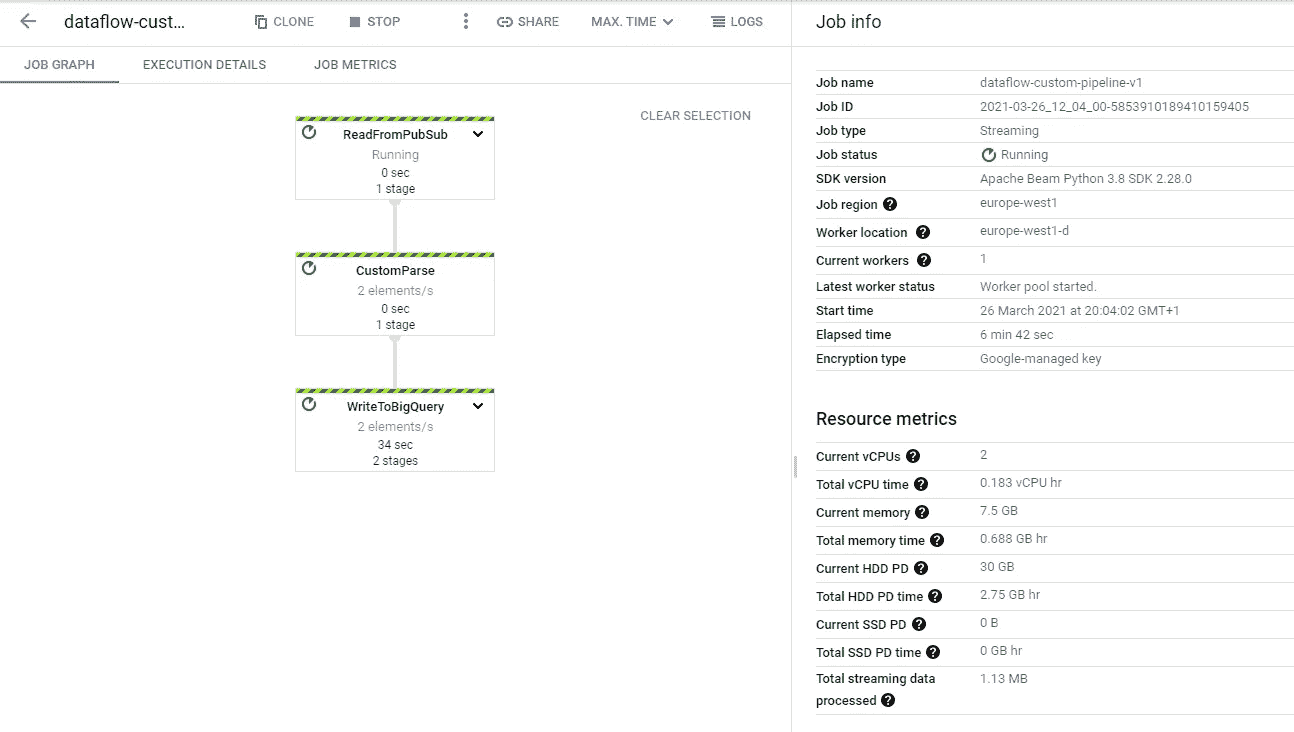 dataflow-cust... CLONE STOP SHARE MAX. TIME LOGS
JOB GRAPH EXECUTION DETAILS JOB METRICS
CLEAR SELECTION
ReadFromPubSub
Running
0 sec
1 stage
CustomParse
2 elements/s
0 sec
1 stage
WriteToBigQuery
2 elements/s
34 sec
2 stages
Job info
Job name dataflow-custom-pipeline-v1
Job ID 2021-03-26_12_04_00-5853910189410159405
Job type Streaming
Job status Running
SDK version Apache Beam Python 3.8 SDK 2.28.0
Job region ? europe-west1
Worker location ? europe-west1-d
Current workers ? 1
Latest worker status Worker pool started.
Start time 26 March 2021 at 20:04:02 GMT+1
Elapsed time 6 min 42 sec
Encryption type Google-managed key
Resource metrics
Current vCPUs ? 2
Total vCPU time ? 0.183 vCPU hr
Current memory ? 7.5 GB
Total memory time ? 0.688 GB hr
Current HDD PD ? 30 GB
Total HDD PD time ? 2.75 GB hr
Current SSD PD ? 0 B
Total SSD PD time ? 0 GB hr
Total streaming data 1.13 MB
processed ?